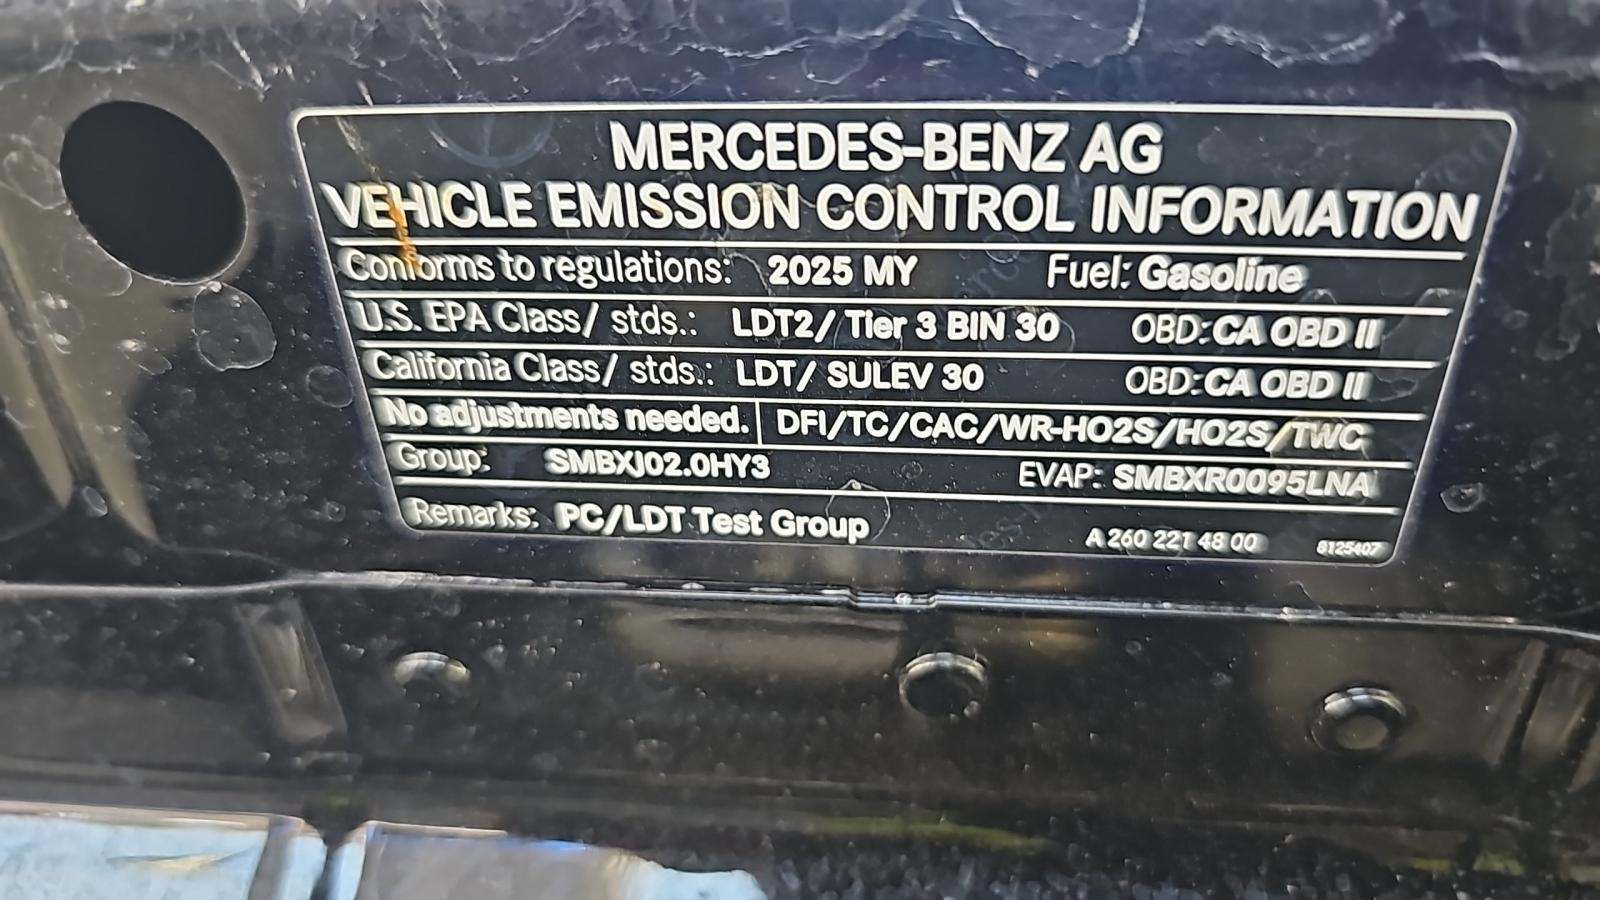 MERCEDES-BENZ AG
VEHICLE EMISSION CONTROL INFORMATION
Conforms to regulations: 2025 MY Fuel: Gasoline
U.S. EPA Class/ stds.: LDT2/ Tier 3 BIN 30 OBD: CA OBD II
California Class/ stds.: LDT/ SULEV 30 OBD: CA OBD II
No adjustments needed. DFI/TC/CAC/WR-HO2S/HO2S/TWC
Group: SMBXJ02.0HY3 EVAP: SMBXR0095LNA
Remarks: PC/LDT Test Group A 260 221 48 00